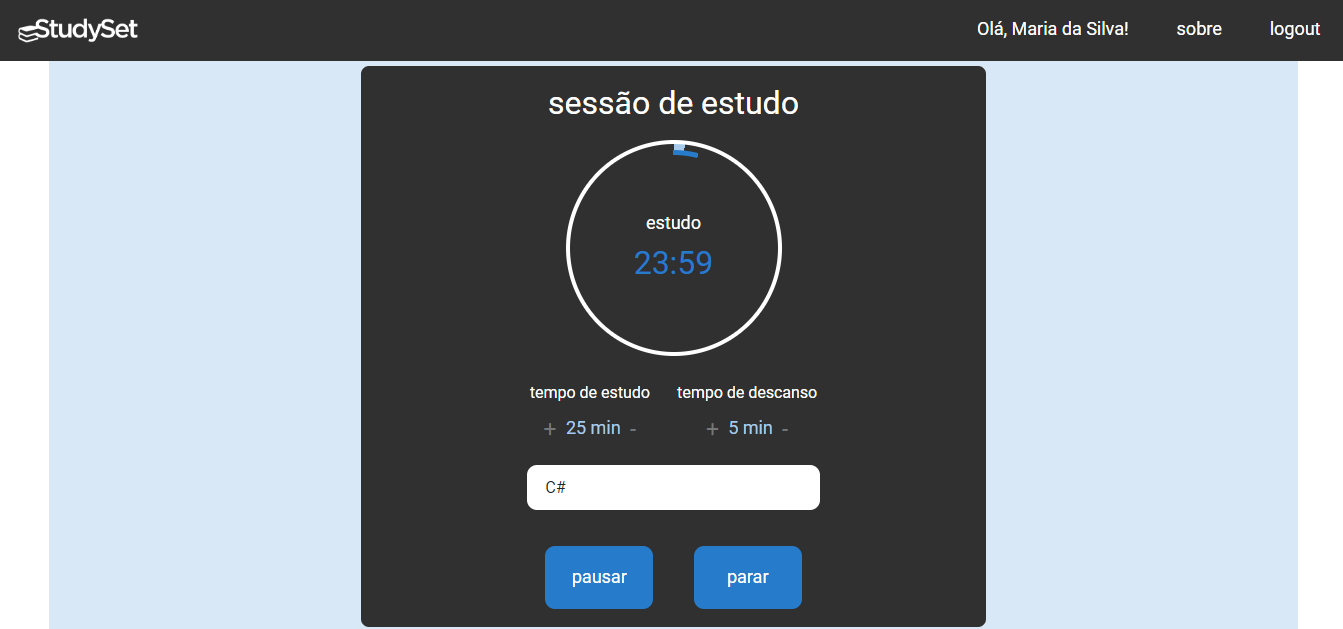 StudySet
Olá, Maria da Silva! sobre logout
sessão de estudo
estudo
23:59
tempo de estudo tempo de descanso
+ 25 min - + 5 min -
C#
pausar parar